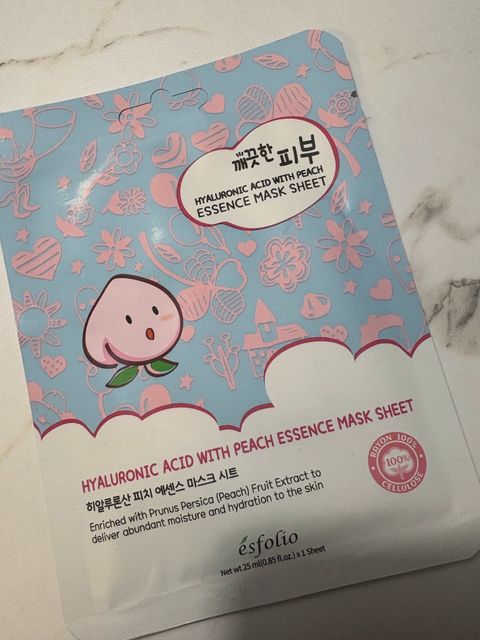 깨끗한 피부
HYALURONIC ACID WITH PEACH
ESSENCE MASK SHEET
HYALURONIC ACID WITH PEACH ESSENCE MASK SHEET
히알루론산 피치 에센스 마스크 시트
Enriched with Prunus Persica (Peach) Fruit Extract to
deliver abundant moisture and hydration to the skin
ROYON 100%
100%
CELLULOSE
esfolio
Net wt 25 ml(0.85 fl.oz.) x 1 Sheet